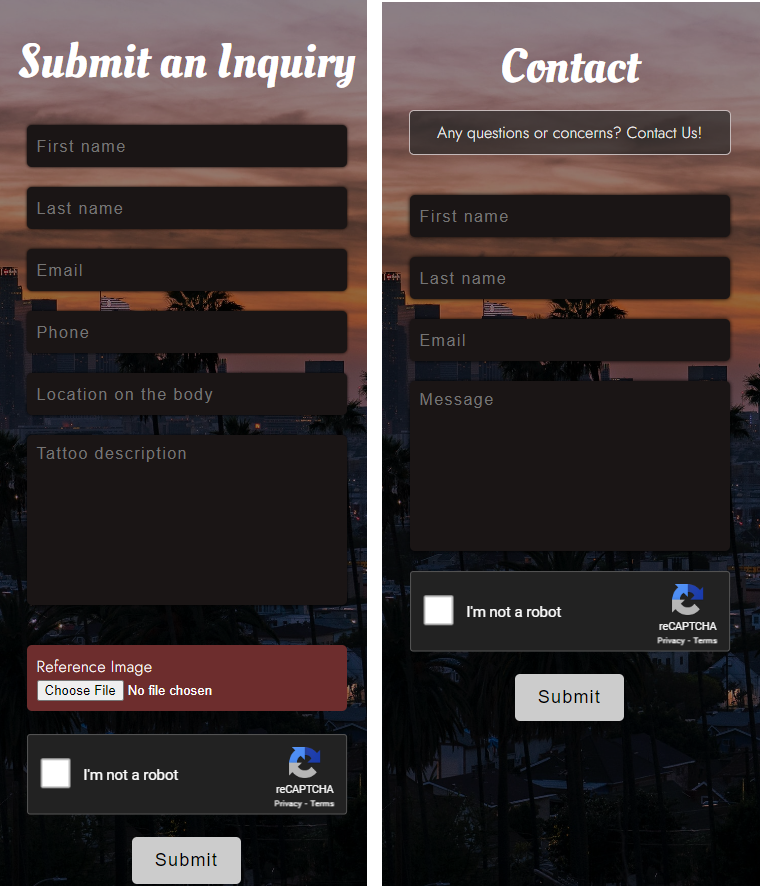 Submit an Inquiry
First name
Last name
Email
Phone
Location on the body
Tattoo description
Reference Image
Choose File No file chosen
I'm not a robot
reCAPTCHA
Privacy - Terms
Submit
Contact
Any questions or concerns? Contact Us!
First name
Last name
Email
Message
I'm not a robot
reCAPTCHA
Privacy - Terms
Submit